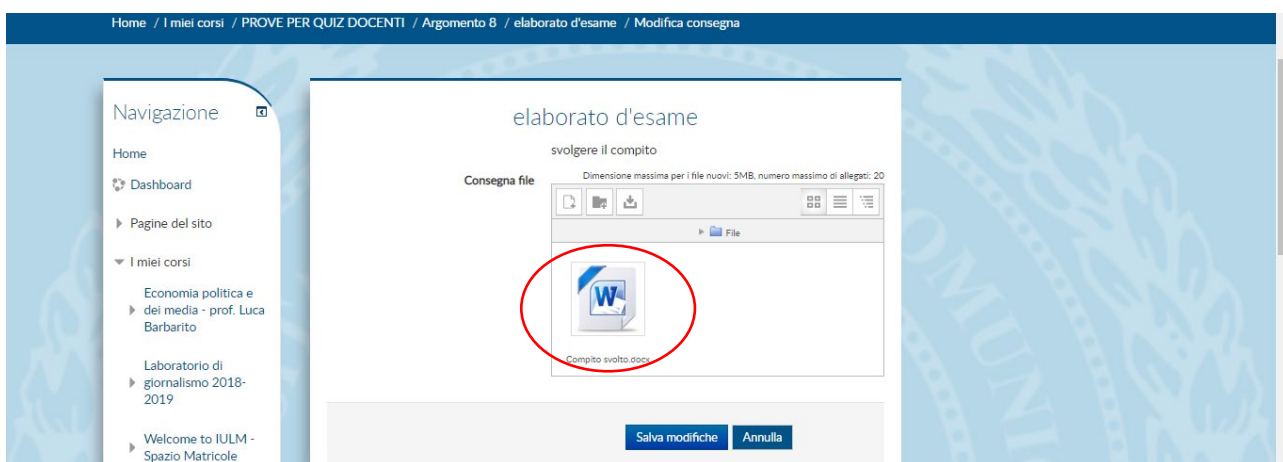 Home / I miei corsi / PROVE PER QUIZ DOCENTI / Argomento 8 / elaborato d'esame / Modifica consegna
Navigazione
Home
Dashboard
Pagine del sito
I miei corsi
Economia politica e
dei media - prof. Luca
Barbarito
Laboratorio di
giornalismo 2018-
2019
Welcome to IULM -
Spazio Matricole
elaborato d'esame
svolgere il compito
Consegna file
Dimensione massima per i file nuovi: 5MB, numero massimo di allegati: 20
File
W
Compito svolto.docx
Salva modifiche
Annulla
OMUNI